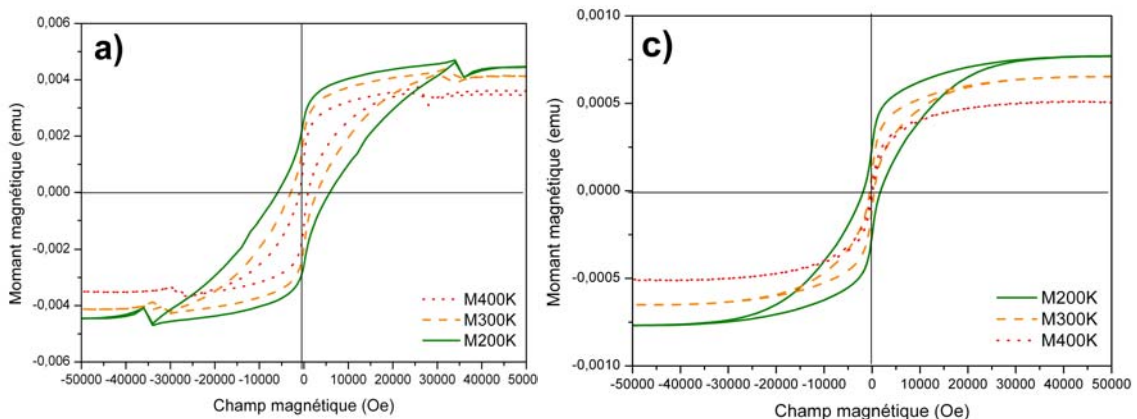 a)
0,006
0,004
0,002
0,000
-0,002
-0,004
-0,006
Momant magnétique (emu)
M400K
M300K
M200K
-50000 -40000 -30000 -20000 -10000 0 10000 20000 30000 40000 50000
Champ magnétique (Oe)
c)
0,0010
0,0005
0,0000
-0,0005
-0,0010
Momant magnétique (emu)
M200K
M300K
M400K
-50000 -40000 -30000 -20000 -10000 0 10000 20000 30000 40000 50000
Champ magnétique (Oe)